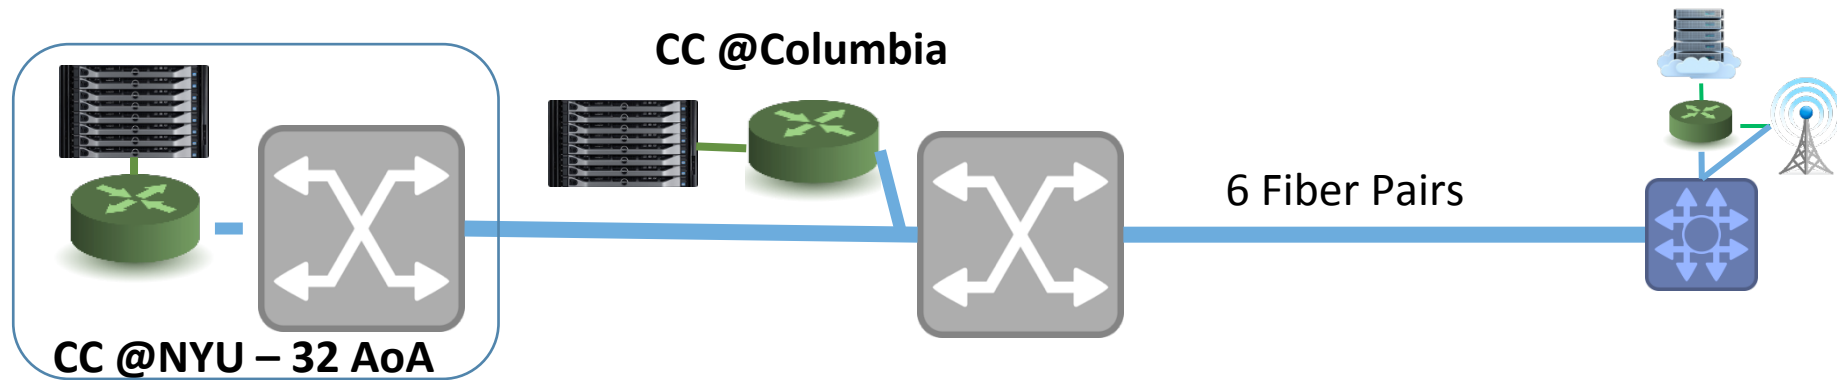 CC @Columbia
6 Fiber Pairs
CC @NYU – 32 AoA